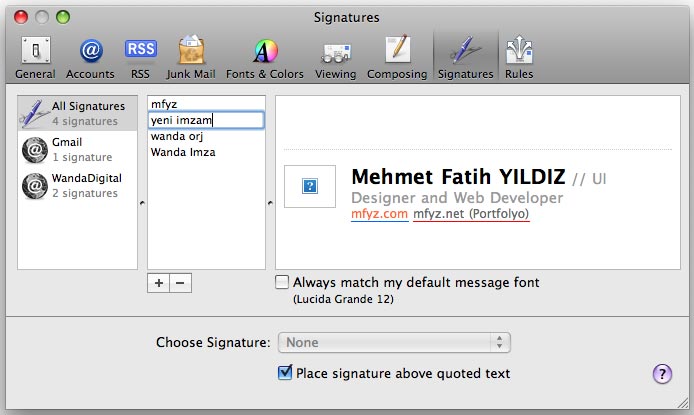 Signatures
General Accounts RSS RSS Junk Mail Fonts & Colors Viewing Composing Signatures Rules
All Signatures
4 signatures
Gmail
1 signature
WandaDigital
2 signatures
mfyz
yeni imzam
wanda orj
Wanda Imza
Mehmet Fatih YILDIZ // UI
Designer and Web Developer
mfyz.com mfyz.net (Portfolyo)
+ −
Always match my default message font
(Lucida Grande 12)
Choose Signature: None
Place signature above quoted text
?